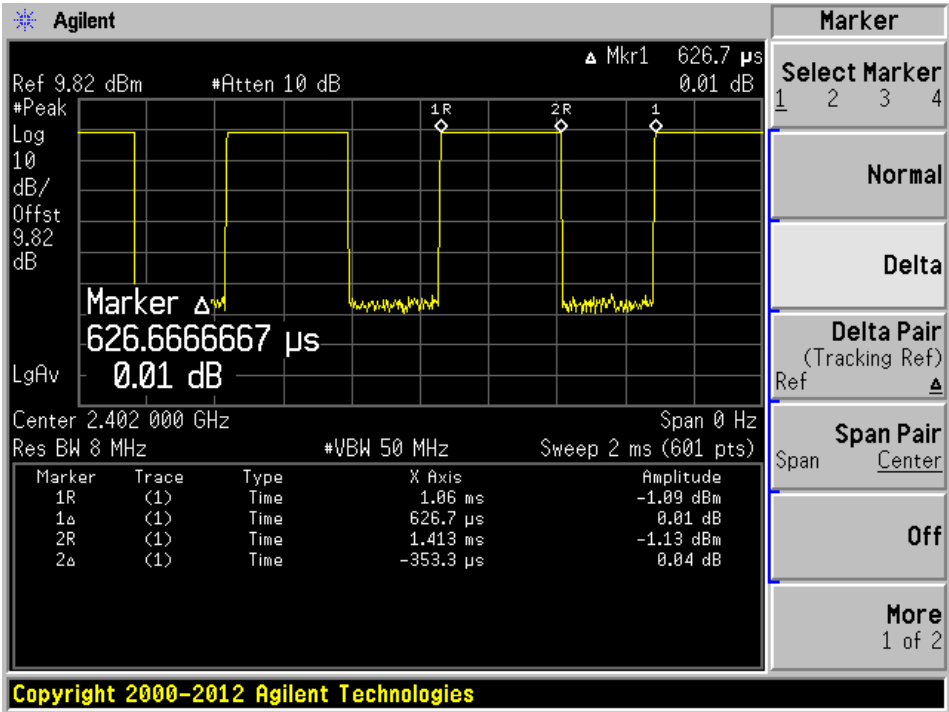 Agilent
Marker
Δ Mkr1 626.7 µs
Ref 9.82 dBm #Atten 10 dB 0.01 dB
#Peak
Log
10
dB/
Offst
9.82
dB
1R 2R 1
Marker Δ
626.6666667 µs
0.01 dB
LgAv
Center 2.402 000 GHz Span 0 Hz
Res BW 8 MHz #VBW 50 MHz Sweep 2 ms (601 pts)
Marker Trace Type X Axis Amplitude
1R (1) Time 1.06 ms -1.09 dBm
1Δ (1) Time 626.7 µs 0.01 dB
2R (1) Time 1.413 ms -1.13 dBm
2Δ (1) Time -353.3 µs 0.04 dB
Select Marker
1 2 3 4
Normal
Delta
Delta Pair
(Tracking Ref)
Ref Δ
Span Pair
Span Center
Off
More
1 of 2
Copyright 2000-2012 Agilent Technologies